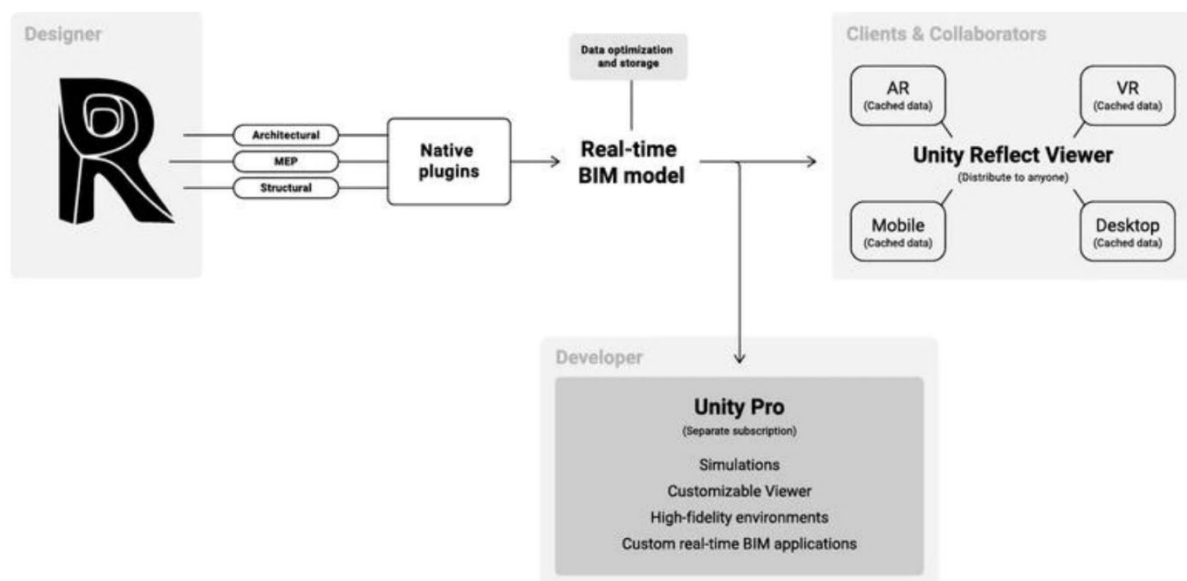 Designer
Architectural
MEP
Structural
Native
plugins
Data optimization
and storage
Real-time
BIM model
Clients & Collaborators
AR
(Cached data)
VR
(Cached data)
Unity Reflect Viewer
(Distribute to anyone)
Mobile
(Cached data)
Desktop
(Cached data)
Developer
Unity Pro
(Separate subscription)
Simulations
Customizable Viewer
High-fidelity environments
Custom real-time BIM applications